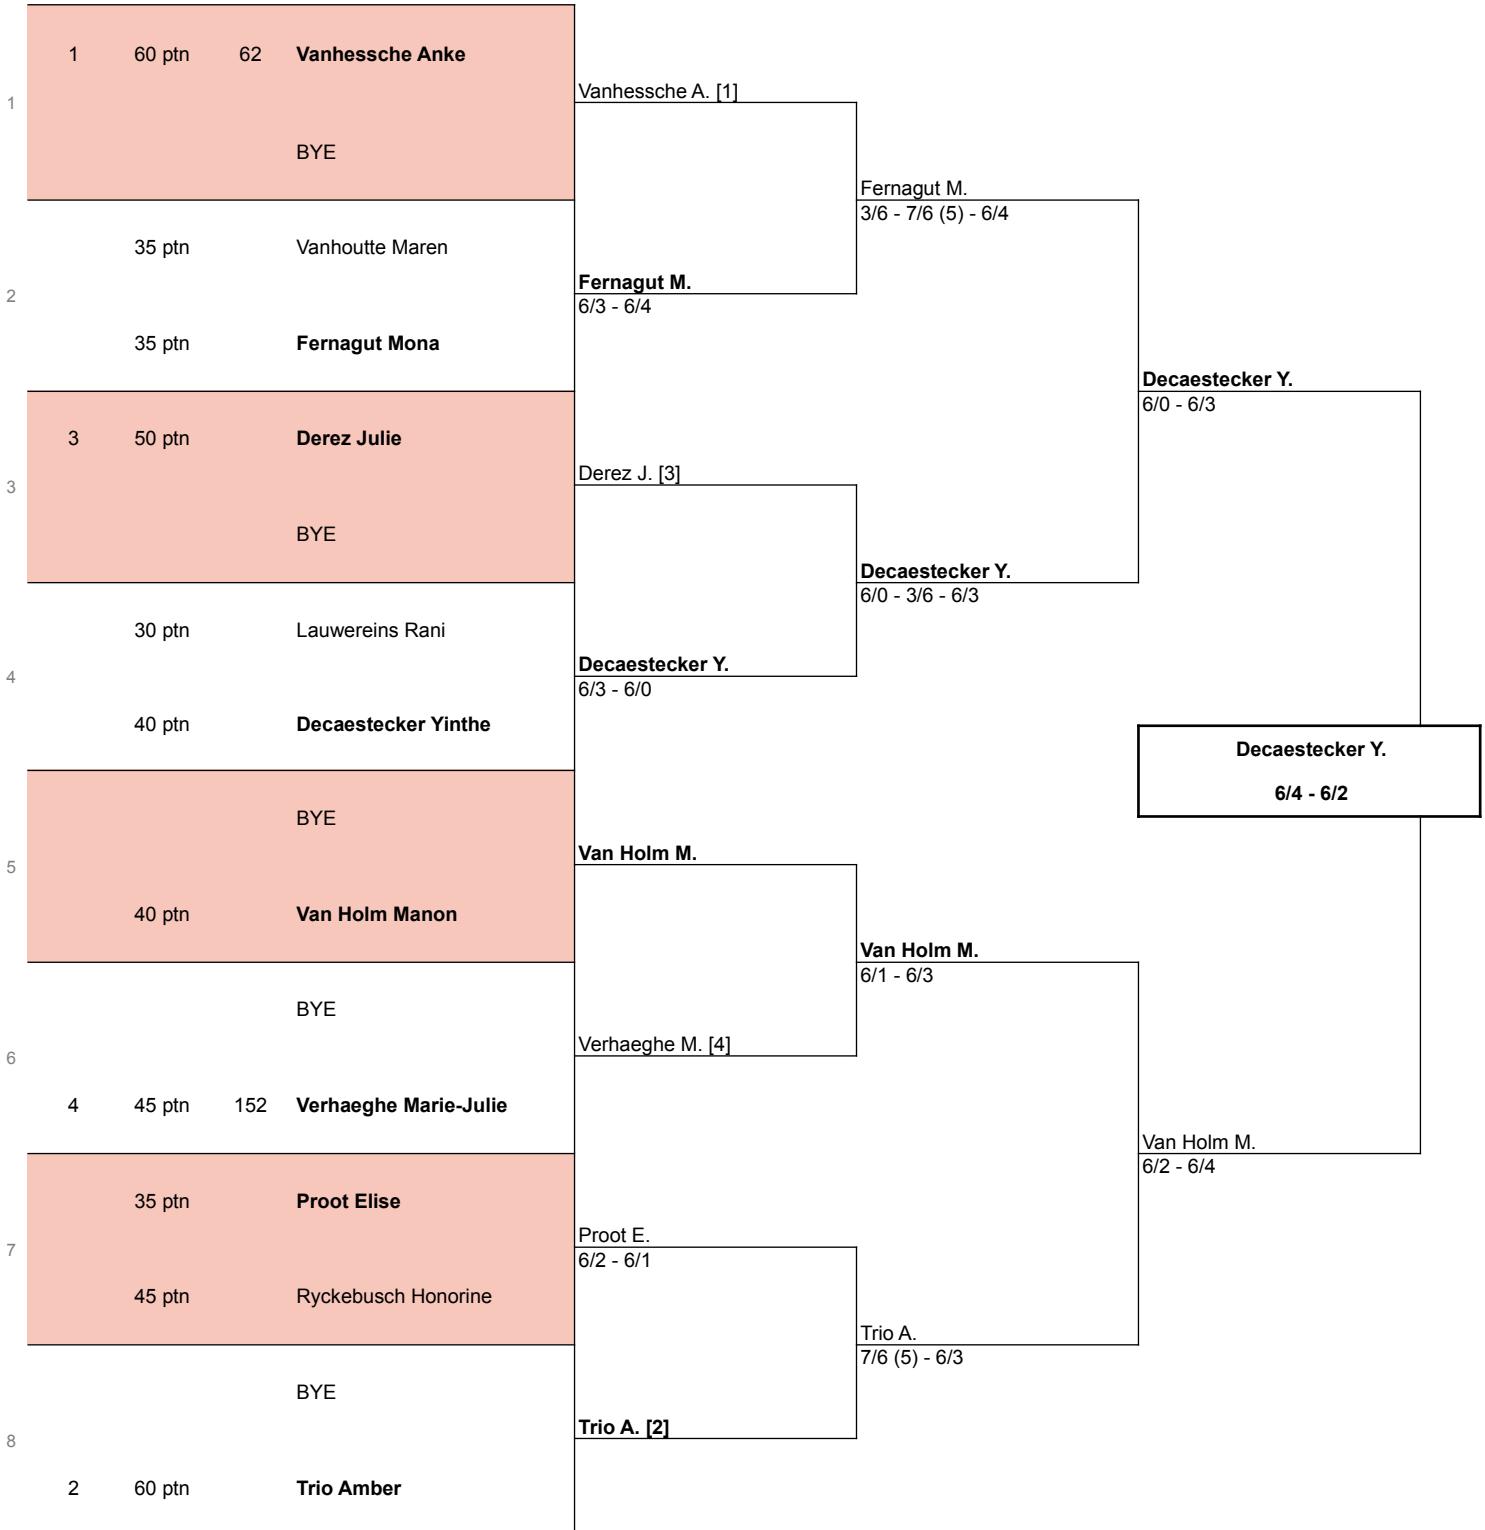 1 60 ptn 62 Vanhessche Anke
Vanhessche A. [1]
1
BYE
Fernagut M.
3/6 - 7/6 (5) - 6/4
35 ptn Vanhoutte Maren
Fernagut M.
2
6/3 - 6/4
35 ptn Fernagut Mona
Decaestecker Y.
6/0 - 6/3
3 50 ptn Derez Julie
Derez J. [3]
3
BYE
Decaestecker Y.
6/0 - 3/6 - 6/3
30 ptn Lauwereins Rani
Decaestecker Y.
4
6/3 - 6/0
40 ptn Decaestecker Yinthe
Decaestecker Y.
6/4 - 6/2
BYE
Van Holm M.
5
40 ptn Van Holm Manon
Van Holm M.
6/1 - 6/3
BYE
Verhaeghe M. [4]
6
4 45 ptn 152 Verhaeghe Marie-Julie
Van Holm M.
6/2 - 6/4
35 ptn Proot Elise
Proot E.
7
6/2 - 6/1
45 ptn Ryckebusch Honorine
Trio A.
7/6 (5) - 6/3
BYE
Trio A. [2]
8
2 60 ptn Trio Amber